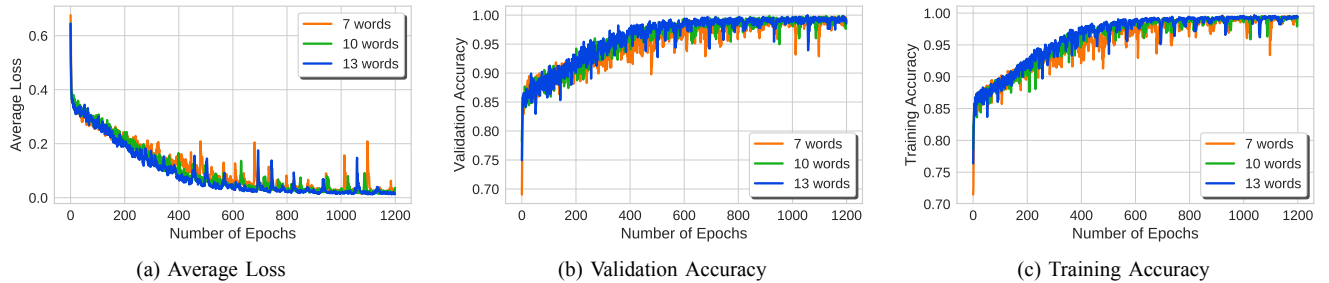 0.6
0.4
0.2
0.0
Average Loss
0 200 400 600 800 1000 1200
Number of Epochs
7 words
10 words
13 words
(a) Average Loss
1.00
0.95
0.90
0.85
0.80
0.75
0.70
Validation Accuracy
0 200 400 600 800 1000 1200
Number of Epochs
7 words
10 words
13 words
(b) Validation Accuracy
1.00
0.95
0.90
0.85
0.80
0.75
0.70
Training Accuracy
0 200 400 600 800 1000 1200
Number of Epochs
7 words
10 words
13 words
(c) Training Accuracy